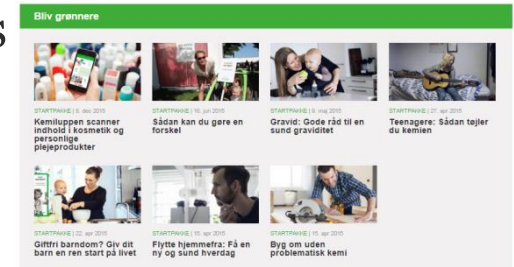 s
Bliv grønnere
STARTPAKKE | 8. dec 2015
Kemiluppen scanner
indhold i kosmetik og
personlige
plejeprodukter
STARTPAKKE | 16. jun 2015
Sådan kan du gøre en
forskel
STARTPAKKE | 8. maj 2015
Gravid: Gode råd til en
sund graviditet
STARTPAKKE | 27. apr 2015
Teenagere: Sådan tøjler
du kemien
STARTPAKKE | 22. apr 2015
Giftfri barndom? Giv dit
barn en ren start på livet
STARTPAKKE | 15. apr 2015
Flytte hjemmefra: Få en
ny og sund hverdag
STARTPAKKE | 15. apr 2015
Byg om uden
problematisk kemi